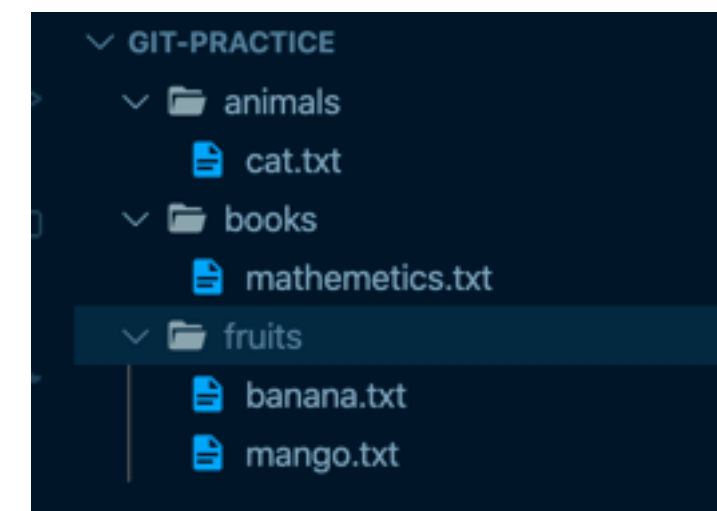 GIT-PRACTICE
animals
cat.txt
books
mathemetics.txt
fruits
banana.txt
mango.txt